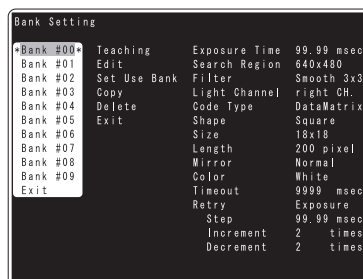 Bank Setting
*Bank #00* Teaching Exposure Time 99.99 msec
Bank #01 Edit Search Region 640x480
Bank #02 Set Use Bank Filter Smooth 3x3
Bank #03 Copy Light Channel right CH.
Bank #04 Delete Code Type DataMatrix
Bank #05 Exit Shape Square
Bank #06 Size 18x18
Bank #07 Length 200 pixel
Bank #08 Mirror Normal
Bank #09 Color White
Exit Timeout 9999 msec
Retry Exposure
Step 99.99 msec
Increment 2 times
Decrement 2 times